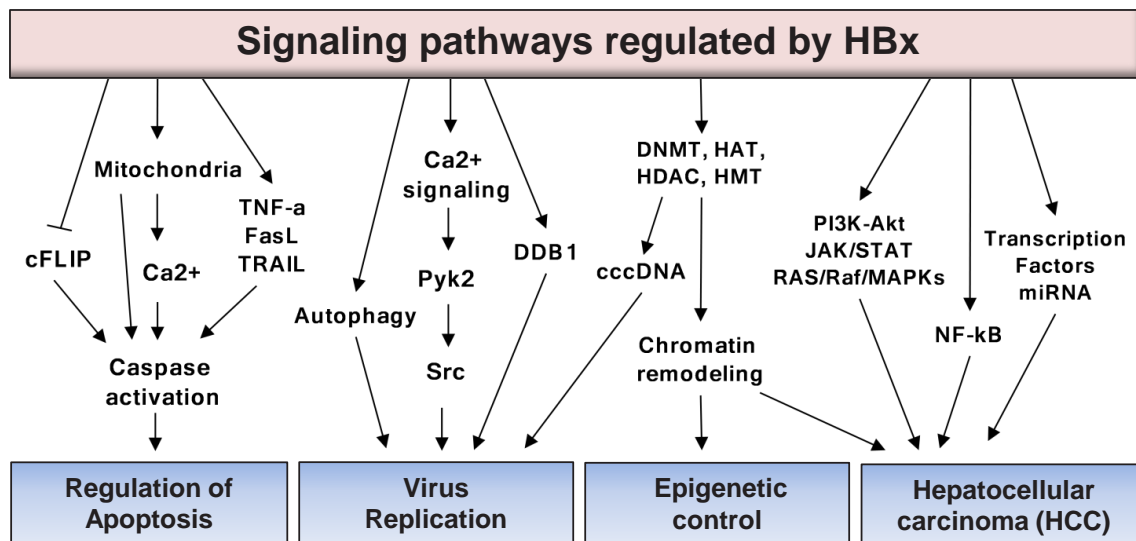 Signaling pathways regulated by HBx
Mitochondria
cFLIP
Ca2+
TNF-a
FasL
TRAIL
Caspase
activation
Autophagy
Ca2+
signaling
Pyk2
Src
DDB1
DNMT, HAT,
HDAC, HMT
cccDNA
Chromatin
remodeling
PI3K-Akt
JAK/STAT
RAS/Raf/MAPKs
NF-kB
Transcription
Factors
miRNA
Regulation of
Apoptosis
Virus
Replication
Epigenetic
control
Hepatocellular
carcinoma (HCC)